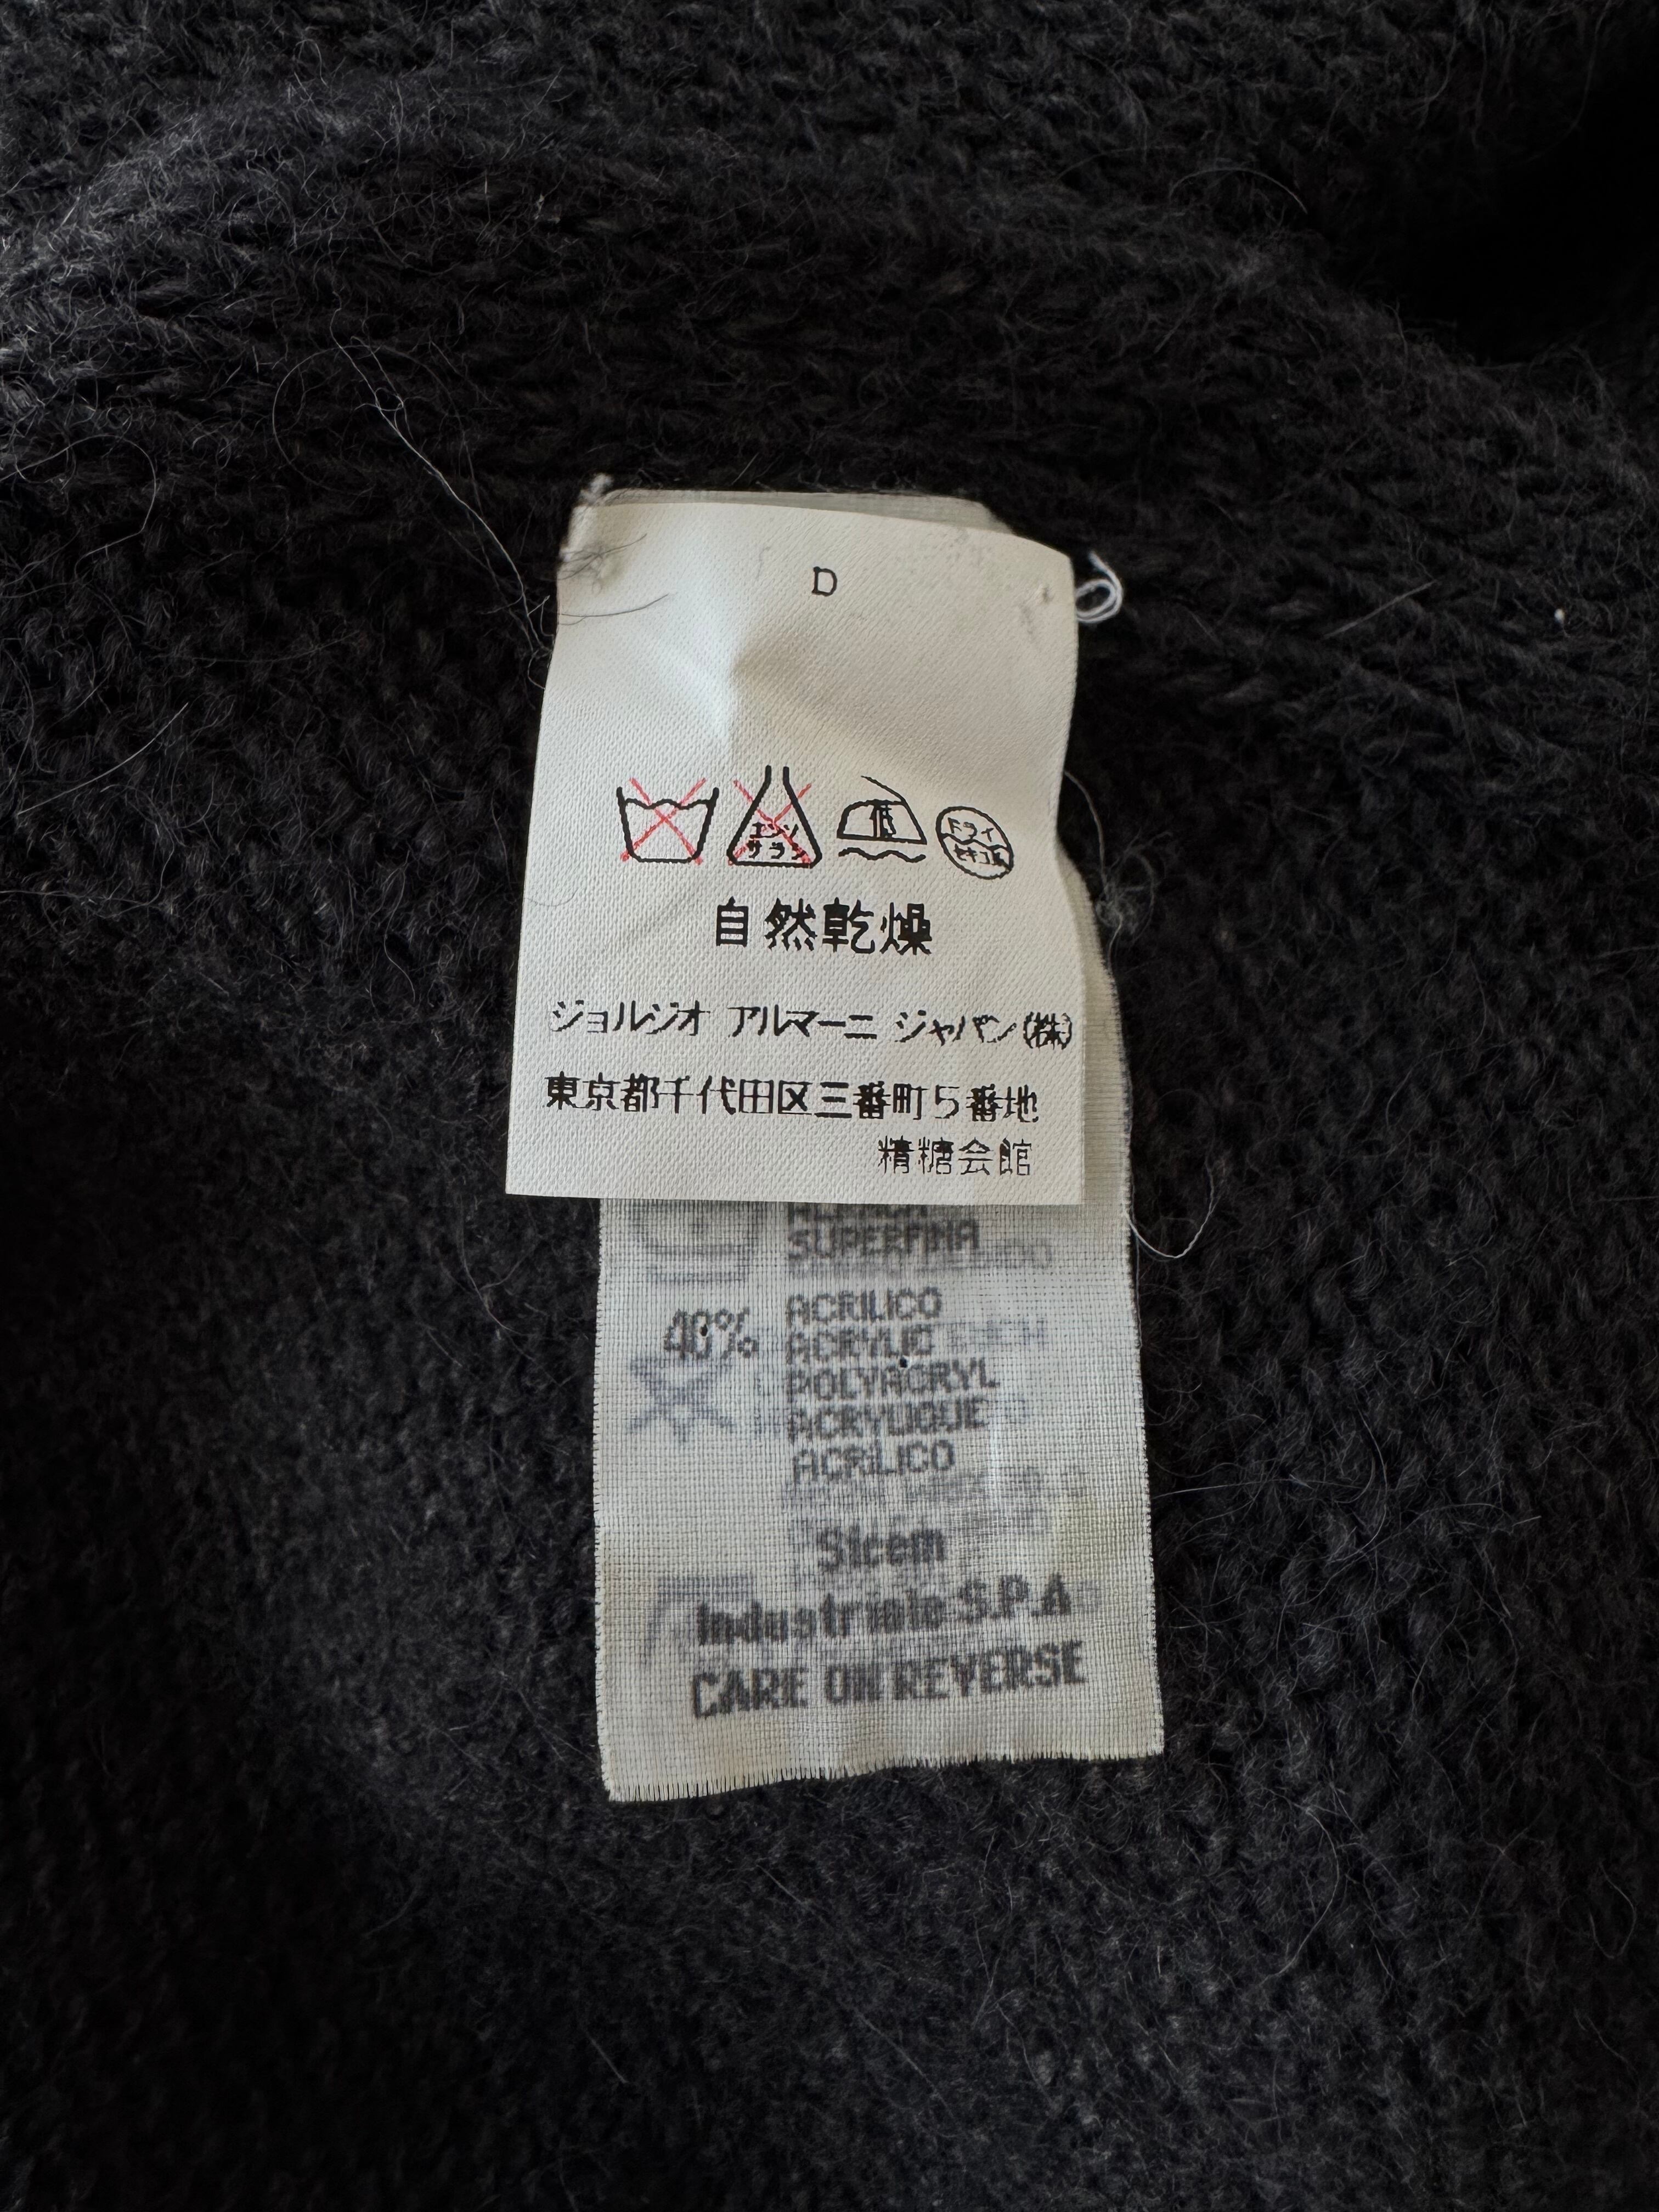 D
エンソ
サラシ
低
ドライ
セキユ系
自然乾燥
ジョルジオ アルマーニ ジャパン(株)
東京都千代田区三番町5番地
精糖会館
SUPERFINA
40% ACRILICO
ACRYLIC
POLYACRYL
ACRYLIQUE
ACRÍLICO
Sicem
Industriale S.P.A
CARE ON REVERSE